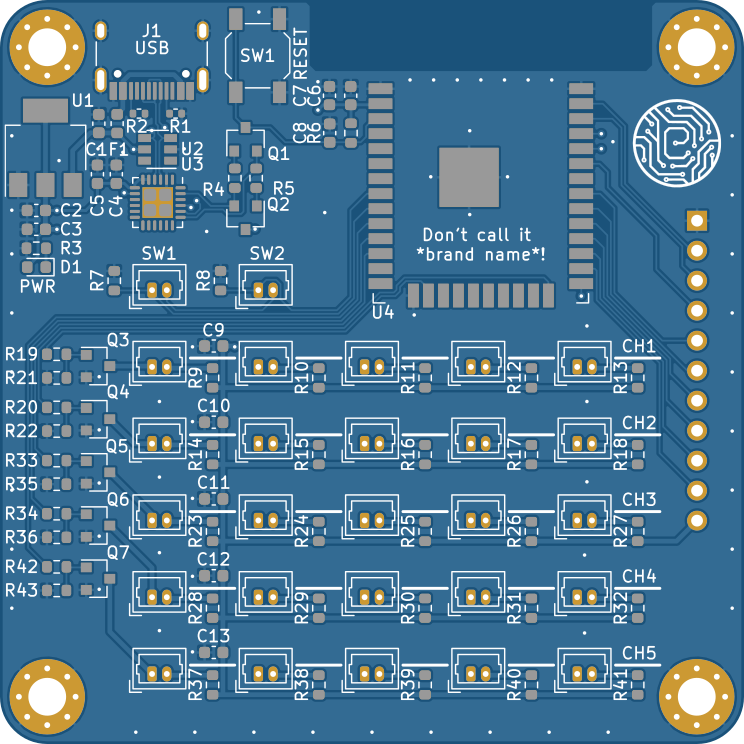 J1
USB
SW1
RESET
C7
C6
C8
R6
U1
R2
R1
C1
F1
U2
U3
Q1
R4
R5
Q2
C5
C4
C2
C3
R3
D1
PWR
Don't call it
*brand name*!
SW1
SW2
R7
R8
U4
Q3
C9
CH1
R19
R21
R9
R10
R11
R12
R13
Q4
R20
C10
CH2
R22
Q5
R14
R15
R16
R17
R18
R33
R35
C11
Q6
CH3
R34
R23
R24
R25
R26
R27
R36
Q7
C12
R42
CH4
R43
R28
R29
R30
R31
R32
C13
CH5
R37
R38
R39
R40
R41